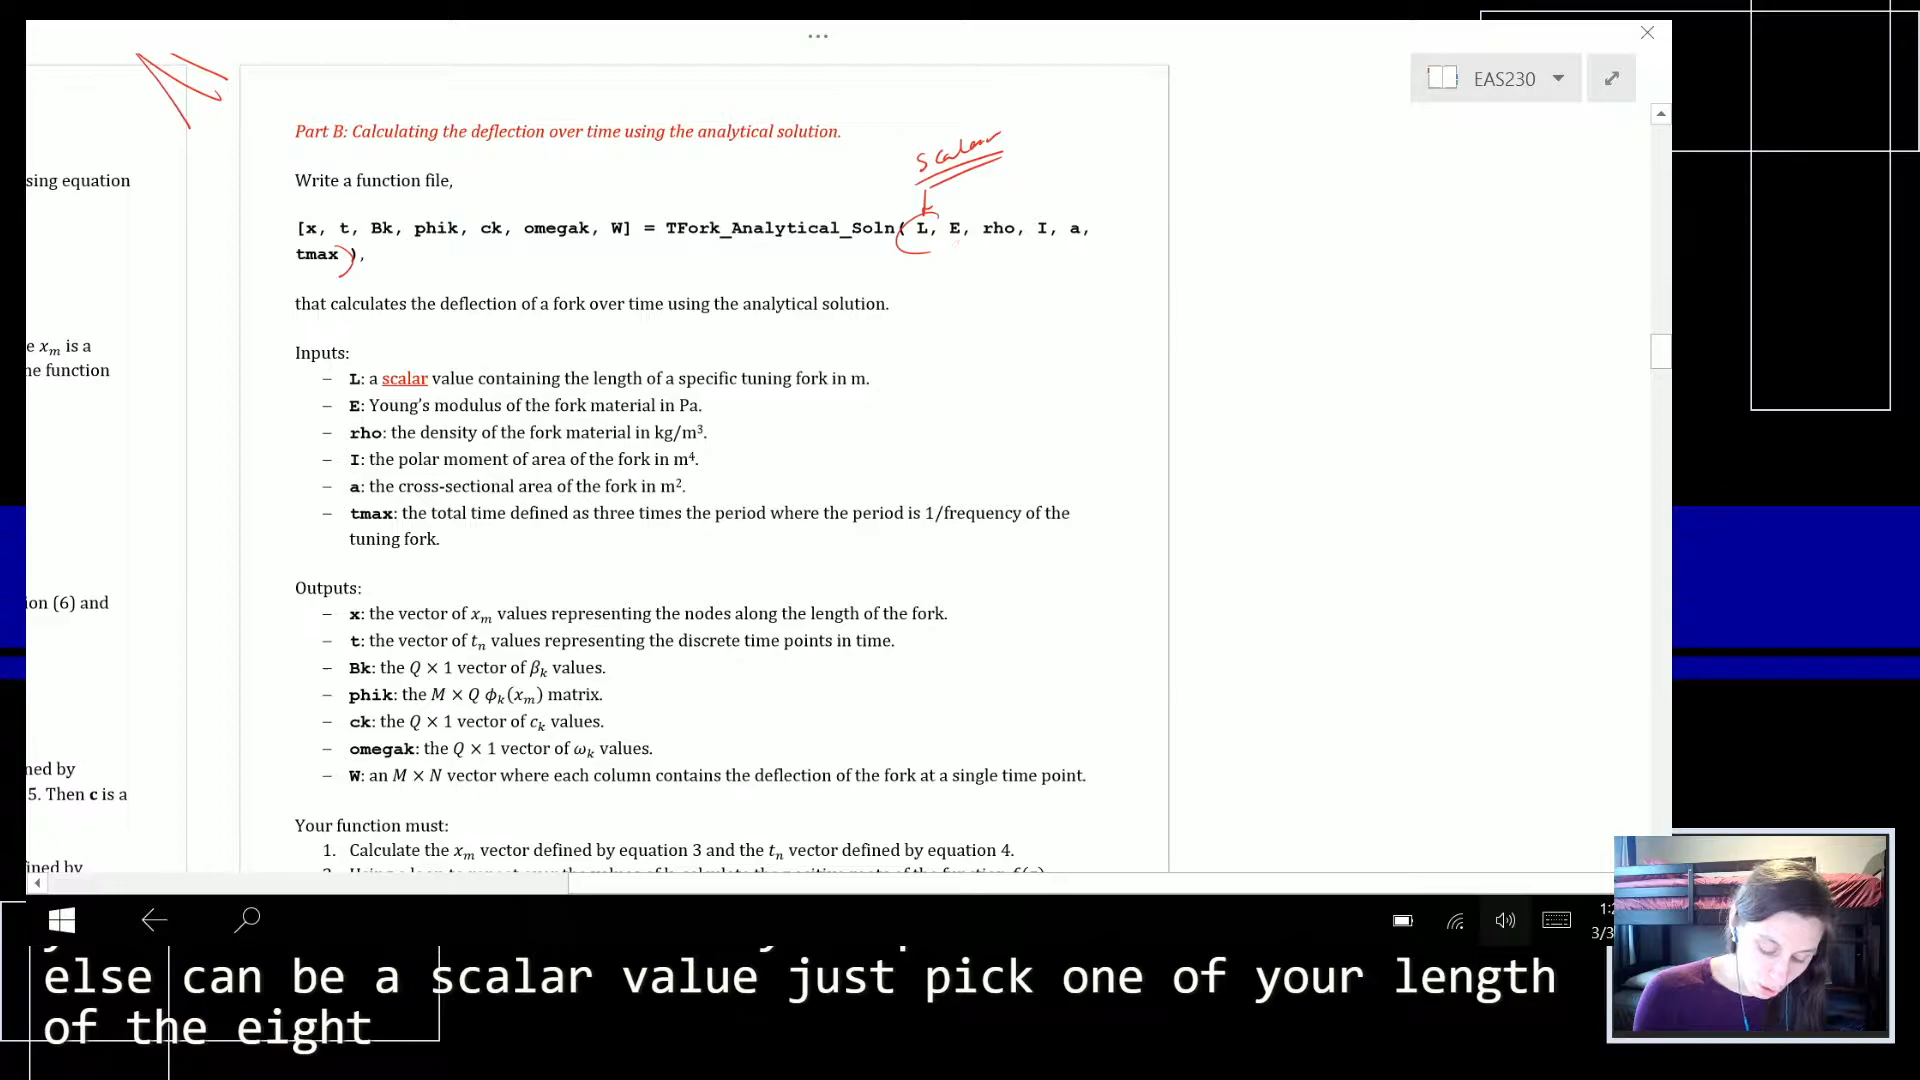 EAS230
sing equation
e xm is a
he function
ion (6) and
ned by
5. Then c is a
fined by
Part B: Calculating the deflection over time using the analytical solution.
scalar
Write a function file,
[x, t, Bk, phik, ck, omegak, W] = TFork_Analytical_Soln( L, E, rho, I, a,
tmax ),
that calculates the deflection of a fork over time using the analytical solution.
Inputs:
– L: a scalar value containing the length of a specific tuning fork in m.
– E: Young's modulus of the fork material in Pa.
– rho: the density of the fork material in kg/m³.
– I: the polar moment of area of the fork in m⁴.
– a: the cross-sectional area of the fork in m².
– tmax: the total time defined as three times the period where the period is 1/frequency of the
tuning fork.
Outputs:
– x: the vector of xm values representing the nodes along the length of the fork.
– t: the vector of tn values representing the discrete time points in time.
– Bk: the Q × 1 vector of βk values.
– phik: the M × Q ϕk(xm) matrix.
– ck: the Q × 1 vector of ck values.
– omegak: the Q × 1 vector of ωk values.
– W: an M × N vector where each column contains the deflection of the fork at a single time point.
Your function must:
1. Calculate the xm vector defined by equation 3 and the tn vector defined by equation 4.
1:2
3/3
else can be a scalar value just pick one of your length
of the eight